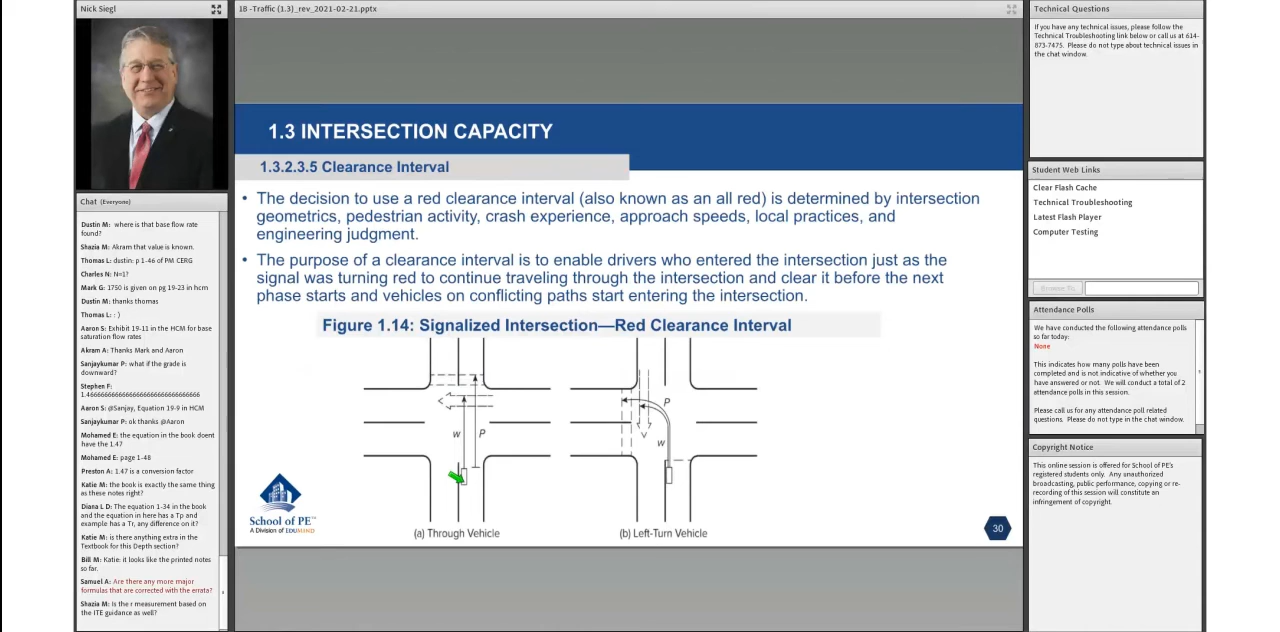 Nick Siegl
18 -Traffic (1.3)_rev_2021-02-21.pptx
Technical Questions
If you have any technical issues, please follow the
Technical Troubleshooting link below or call us at 614-
873-7475. Please do not type about technical issues in
the chat window.
1.3 INTERSECTION CAPACITY
1.3.2.3.5 Clearance Interval
• The decision to use a red clearance interval (also known as an all red) is determined by intersection
geometrics, pedestrian activity, crash experience, approach speeds, local practices, and
engineering judgment.
• The purpose of a clearance interval is to enable drivers who entered the intersection just as the
signal was turning red to continue traveling through the intersection and clear it before the next
phase starts and vehicles on conflicting paths start entering the intersection.
Figure 1.14: Signalized Intersection—Red Clearance Interval
w
P
P
w
(a) Through Vehicle
(b) Left-Turn Vehicle
School of PE™
A Division of EDUMIND
30
Chat (Everyone)
Dustin M: where is that base flow rate
found?
Shazia M: Akram that value is known.
Thomas L: dustin: p 1-46 of PM CERG
Charles N: N=1?
Mark G: 1750 is given on pg 19-23 in hcm
Dustin M: thanks thomas
Thomas L: : )
Aaron S: Exhibit 19-11 in the HCM for base
saturation flow rates
Akram A: Thanks Mark and Aaron
Sanjaykumar P: what if the grade is
downward?
Stephen F:
Aaron S: @Sanjay, Equation 19-9 in HCM
Sanjaykumar P: ok thanks @Aaron
Mohamed E: the equation in the book doent
have the 1.47
Mohamed E: page 1-48
Preston A: 1.47 is a conversion factor
Katie M: the book is exactly the same thing
as these notes right?
Diana L D: The equation 1-34 in the book
and the equation in here has a Tp and
example has a Tr, any difference on it?
Katie M: is there anything extra in the
Textbook for this Depth section?
Bill M: Katie: it looks like the printed notes
so far.
Samuel A: Are there any more major
formulas that are corrected with the errata?
Shazia M: Is the r measurement based on
the ITE guidance as well?
Student Web Links
Clear Flash Cache
Technical Troubleshooting
Latest Flash Player
Computer Testing
Browse To
Attendance Polls
We have conducted the following attendance polls
so far today:
None
This indicates how many polls have been
completed and is not indicative of whether you
have answered or not. We will conduct a total of 2
attendance polls in this session.
Please call us for any attendance poll related
questions. Please do not type in the chat window.
Copyright Notice
This online session is offered for School of PE's
registered students only. Any unauthorized
broadcasting, public performance, copying or re-
recording of this session will constitute an
infringement of copyright.